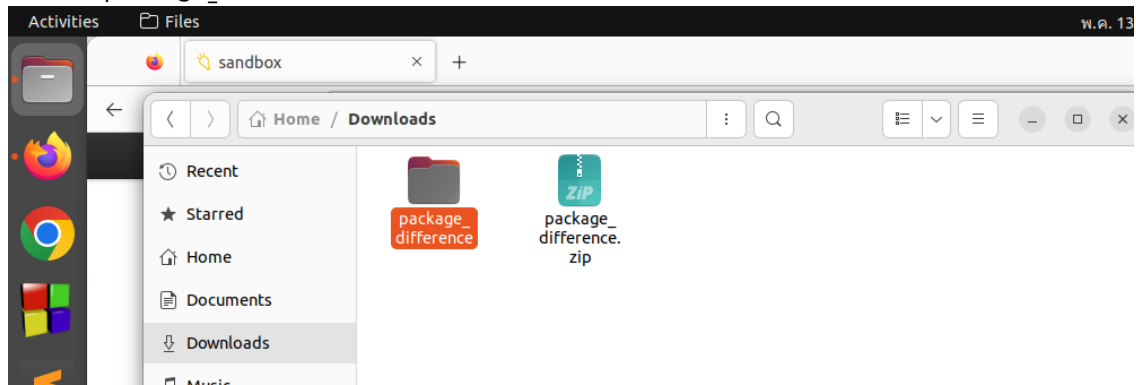 Activities
Files
พ.ค. 13
sandbox
Home / Downloads
Recent
Starred
Home
Documents
Downloads
package_
difference
ZiP
package_
difference.
zip